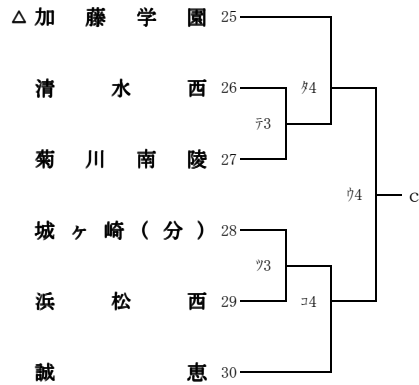 △加藤学園 25
清水西 26
ﾀ4
ﾃ3
菊川南陵 27
ｳ4
c
城ヶ崎(分) 28
ﾂ3
浜松西 29
ｺ4
誠恵 30